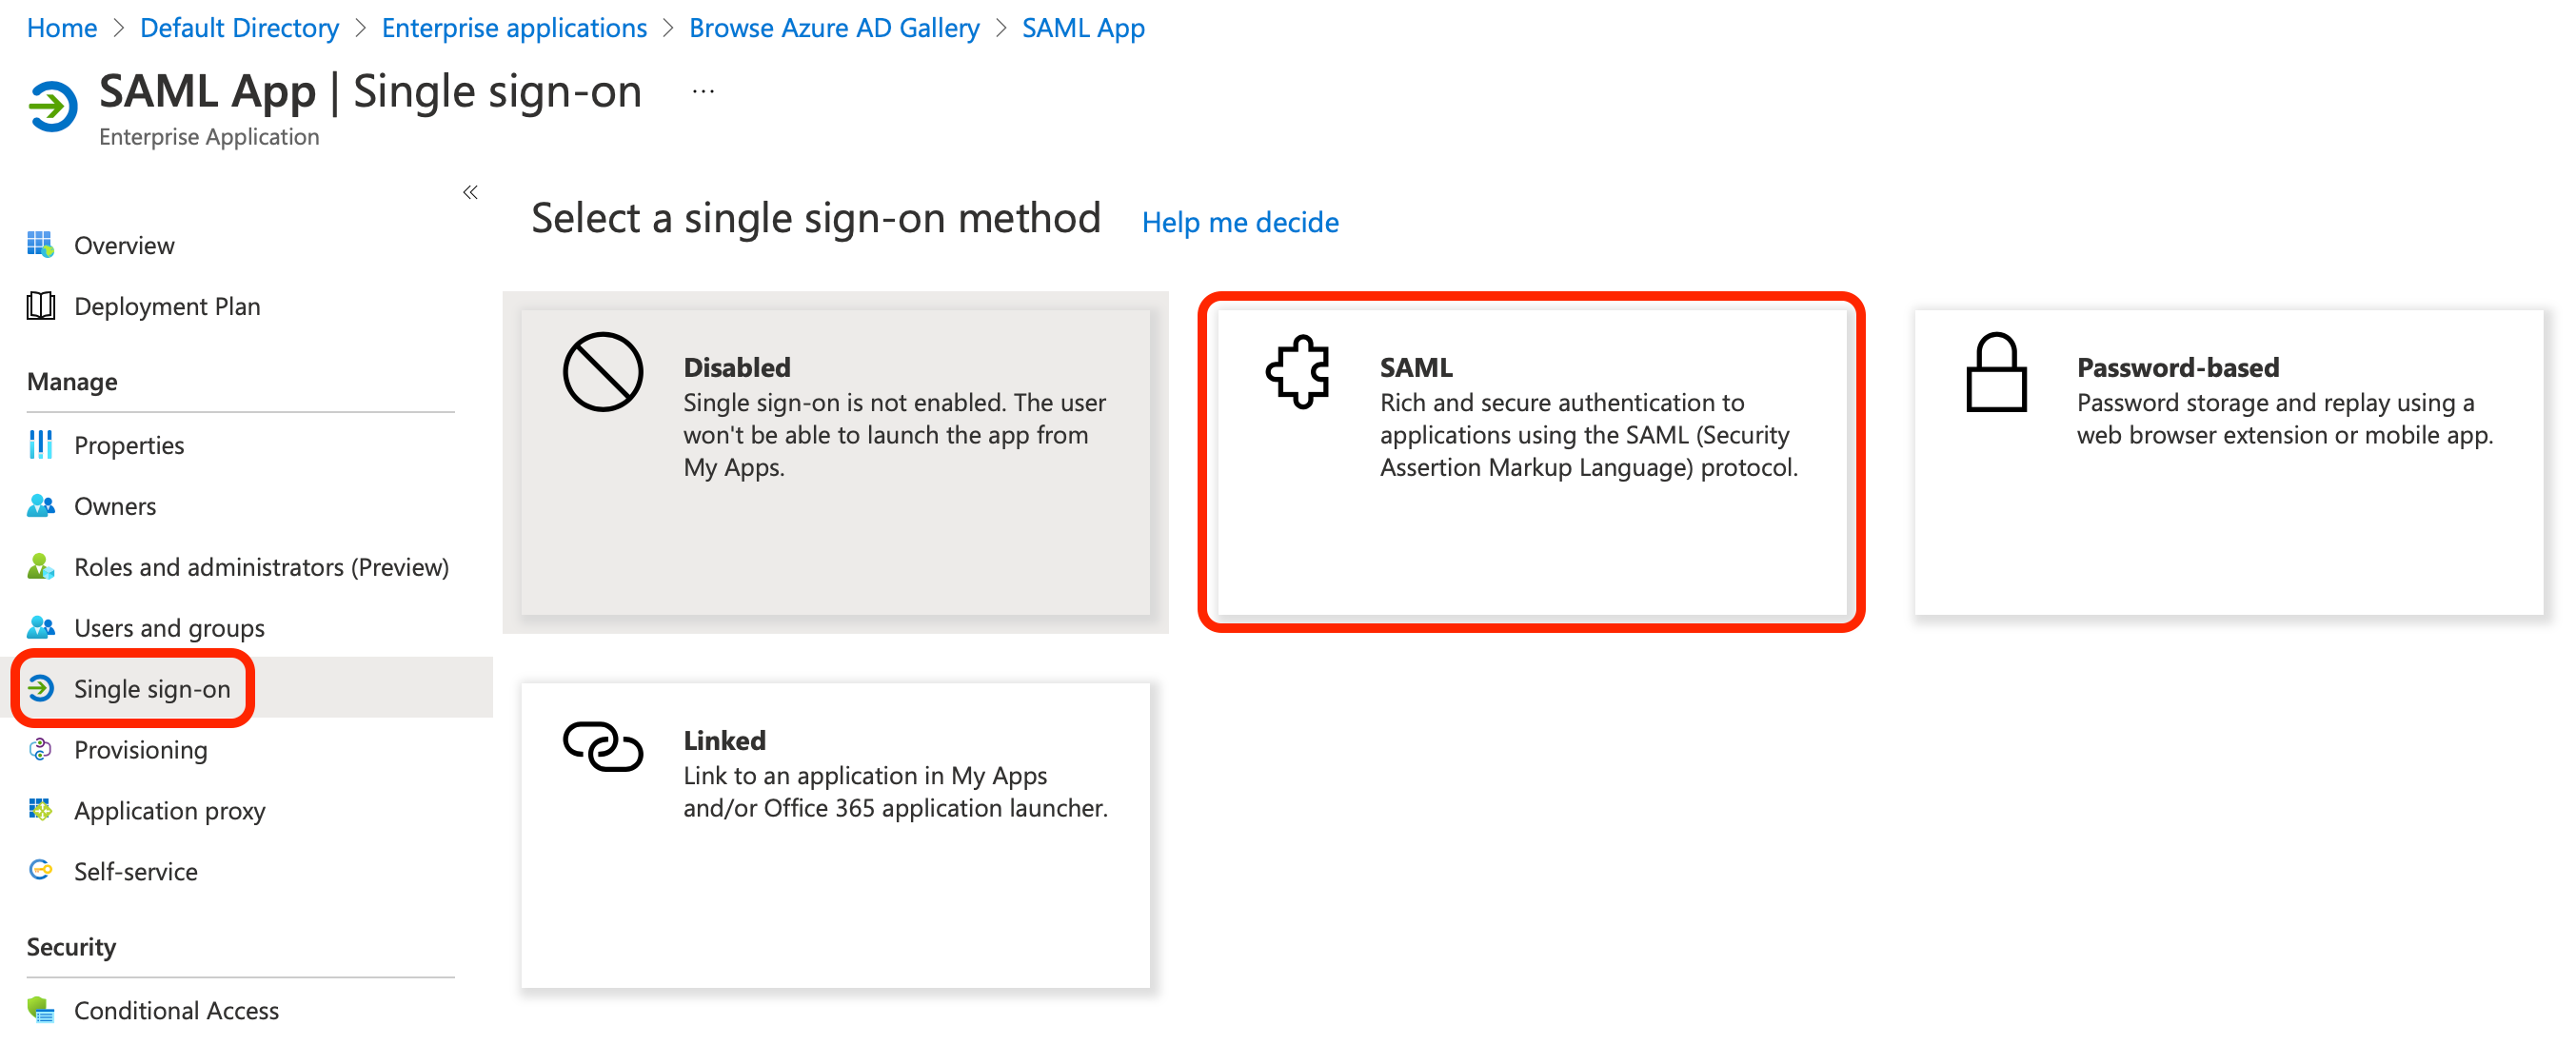 Home > Default Directory > Enterprise applications > Browse Azure AD Gallery > SAML App
SAML App | Single sign-on ...
Enterprise Application
«
Overview
Deployment Plan
Manage
Properties
Owners
Roles and administrators (Preview)
Users and groups
Single sign-on
Provisioning
Application proxy
Self-service
Security
Conditional Access
Select a single sign-on method Help me decide
Disabled
Single sign-on is not enabled. The user
won't be able to launch the app from
My Apps.
SAML
Rich and secure authentication to
applications using the SAML (Security
Assertion Markup Language) protocol.
Password-based
Password storage and replay using a
web browser extension or mobile app.
Linked
Link to an application in My Apps
and/or Office 365 application launcher.